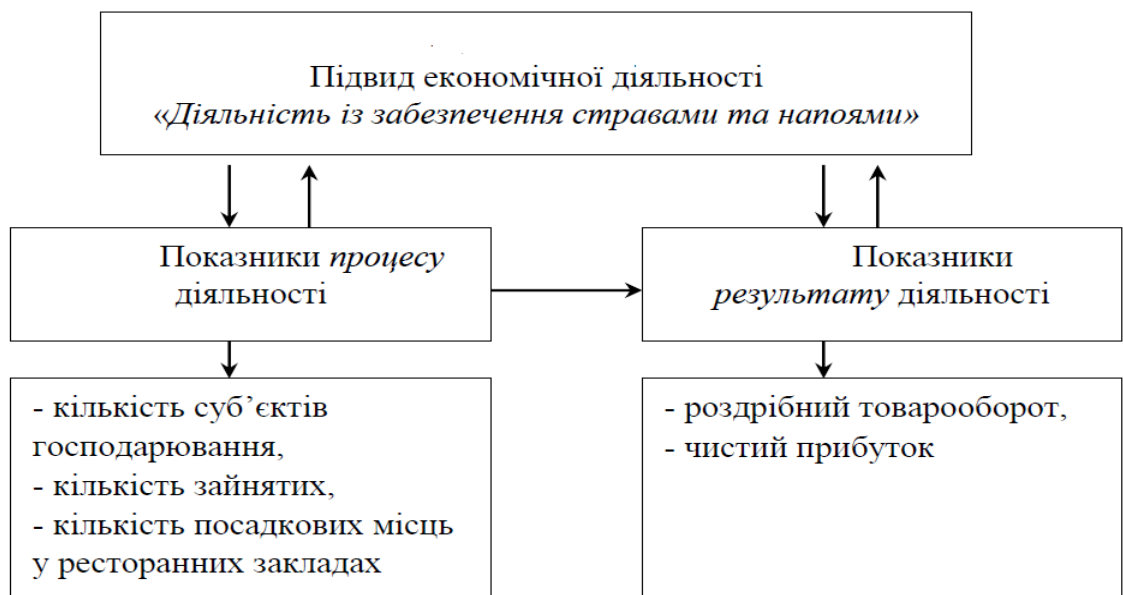 Підвид економічної діяльності
«Діяльність із забезпечення стравами та напоями»
Показники процесу
діяльності
Показники
результату діяльності
- кількість суб’єктів
господарювання,
- кількість зайнятих,
- кількість посадкових місць
у ресторанних закладах
- роздрібний товарооборот,
- чистий прибуток